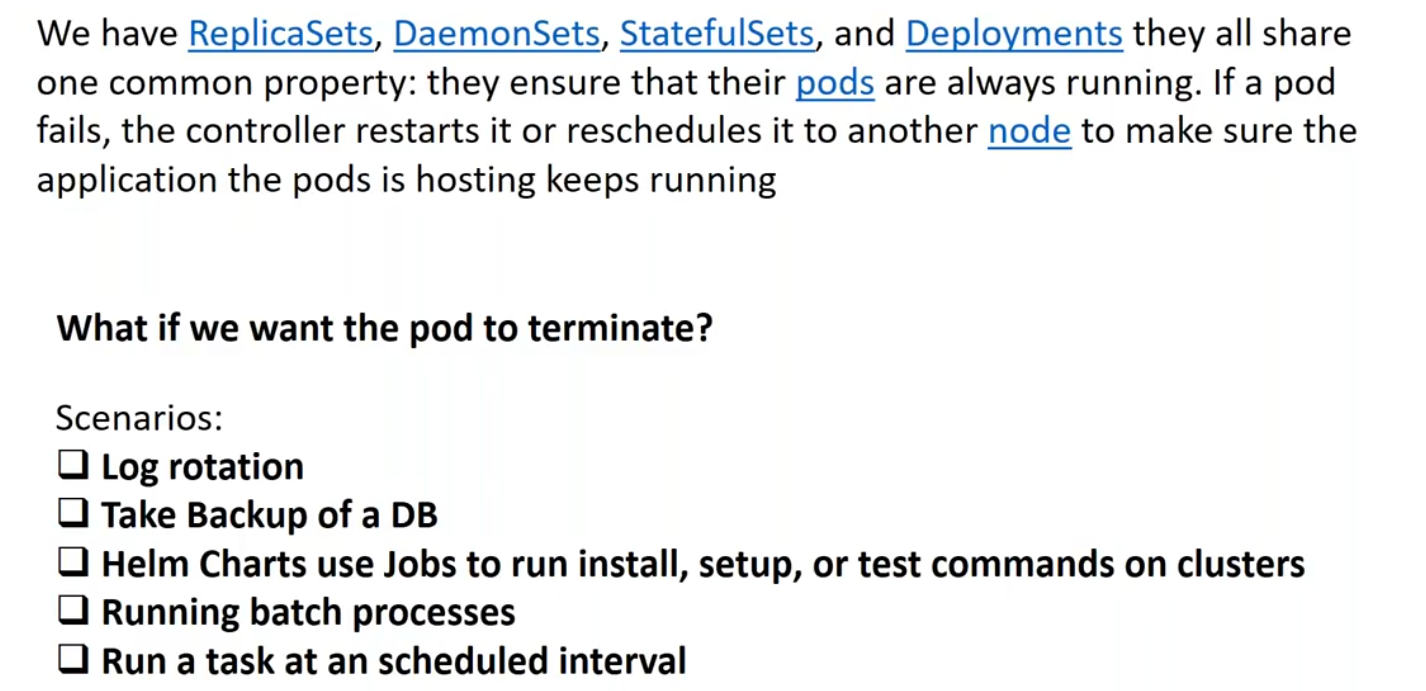 We have ReplicaSets, DaemonSets, StatefulSets, and Deployments they all share
one common property: they ensure that their pods are always running. If a pod
fails, the controller restarts it or reschedules it to another node to make sure the
application the pods is hosting keeps running
What if we want the pod to terminate?
Scenarios:
❑ Log rotation
❑ Take Backup of a DB
❑ Helm Charts use Jobs to run install, setup, or test commands on clusters
❑ Running batch processes
❑ Run a task at an scheduled interval